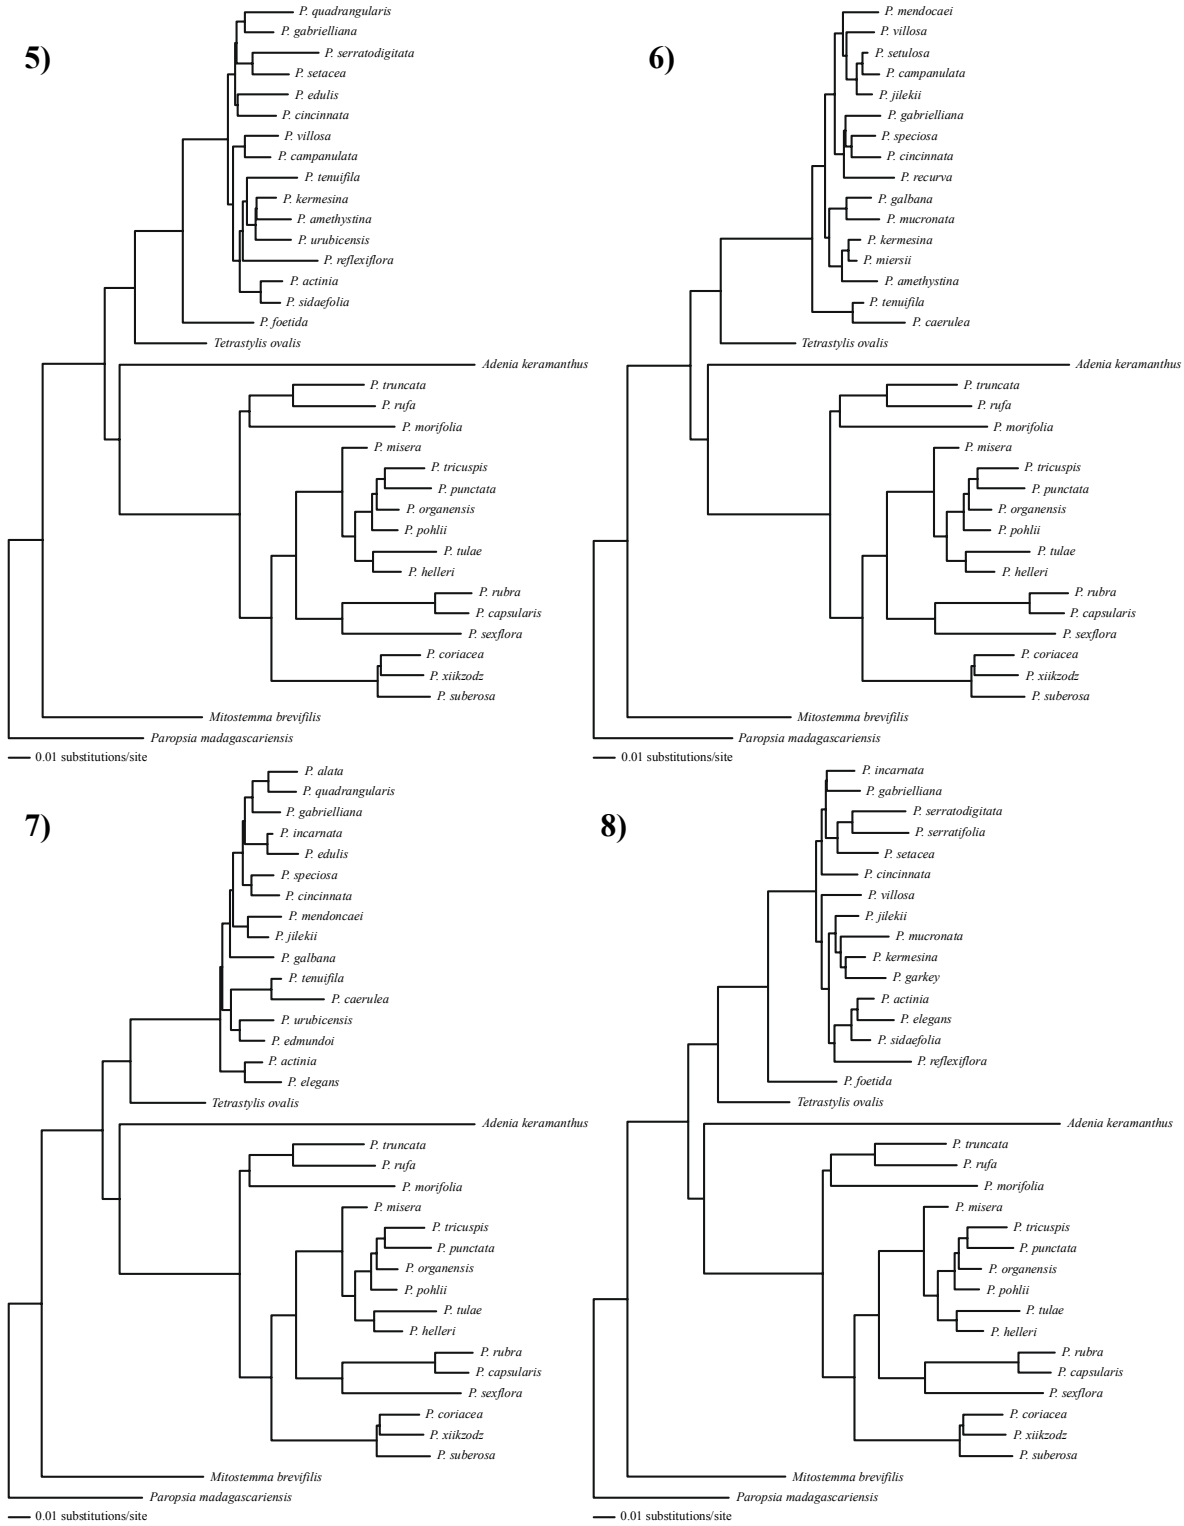 5)
P. quadrangularis
P. gabrielliana
P. serratodigitata
P. setacea
P. edulis
P. cincinnata
P. villosa
P. campanulata
P. tenuifila
P. kermesina
P. amethystina
P. urubicensis
P. reflexiflora
P. actinia
P. sidaefolia
P. foetida
Tetrastylis ovalis
Adenia keramanthus
P. truncata
P. rufa
P. morifolia
P. misera
P. tricuspis
P. punctata
P. organensis
P. pohlii
P. tulae
P. helleri
P. rubra
P. capsularis
P. sexflora
P. coriacea
P. xiikzodz
P. suberosa
Mitostemma brevifilis
Paropsia madagascariensis
0.01 substitutions/site
6)
P. mendocaei
P. villosa
P. setulosa
P. campanulata
P. jilekii
P. gabrielliana
P. speciosa
P. cincinnata
P. recurva
P. galbana
P. mucronata
P. kermesina
P. miersii
P. amethystina
P. tenuifila
P. caerulea
Tetrastylis ovalis
Adenia keramanthus
P. truncata
P. rufa
P. morifolia
P. misera
P. tricuspis
P. punctata
P. organensis
P. pohlii
P. tulae
P. helleri
P. rubra
P. capsularis
P. sexflora
P. coriacea
P. xiikzodz
P. suberosa
Mitostemma brevifilis
Paropsia madagascariensis
0.01 substitutions/site
7)
P. alata
P. quadrangularis
P. gabrielliana
P. incarnata
P. edulis
P. speciosa
P. cincinnata
P. mendoncaei
P. jilekii
P. galbana
P. tenuifila
P. caerulea
P. urubicensis
P. edmundoi
P. actinia
P. elegans
Tetrastylis ovalis
Adenia keramanthus
P. truncata
P. rufa
P. morifolia
P. misera
P. tricuspis
P. punctata
P. organensis
P. pohlii
P. tulae
P. helleri
P. rubra
P. capsularis
P. sexflora
P. coriacea
P. xiikzodz
P. suberosa
Mitostemma brevifilis
Paropsia madagascariensis
0.01 substitutions/site
8)
P. incarnata
P. gabrielliana
P. serratodigitata
P. serratifolia
P. setacea
P. cincinnata
P. villosa
P. jilekii
P. mucronata
P. kermesina
P. garkey
P. actinia
P. elegans
P. sidaefolia
P. reflexiflora
P. foetida
Tetrastylis ovalis
Adenia keramanthus
P. truncata
P. rufa
P. morifolia
P. misera
P. tricuspis
P. punctata
P. organensis
P. pohlii
P. tulae
P. helleri
P. rubra
P. capsularis
P. sexflora
P. coriacea
P. xiikzodz
P. suberosa
Mitostemma brevifilis
Paropsia madagascariensis
0.01 substitutions/site